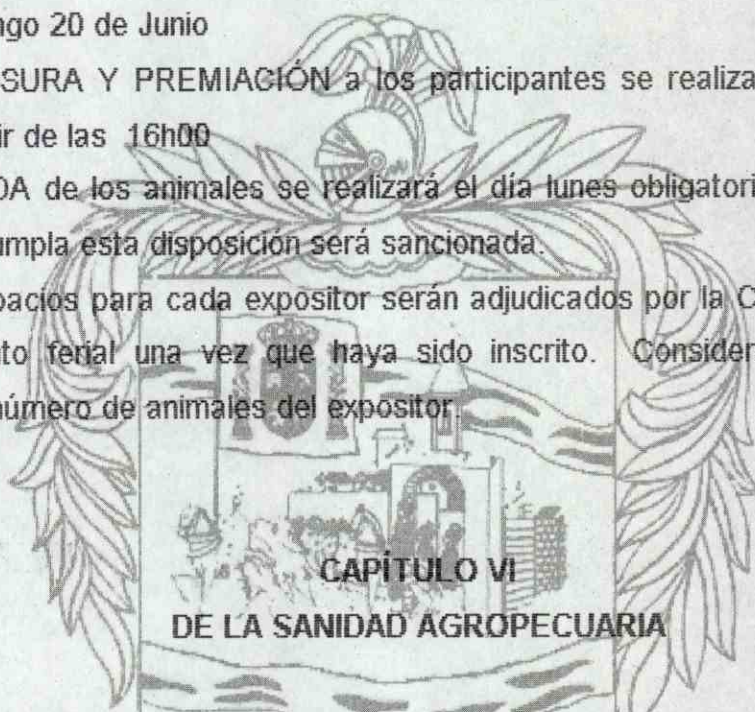 ngo 20 de Junio
SURA Y PREMIACIÓN a los participantes se realiza
ir de las 16h00
DA de los animales se realizará el día lunes obligatori
umpla esta disposición será sancionada.
pacios para cada expositor serán adjudicados por la C
nto ferial una vez que haya sido inscrito. Consider
número de animales del expositor.
CAPÍTULO VI
DE LA SANIDAD AGROPECUARIA